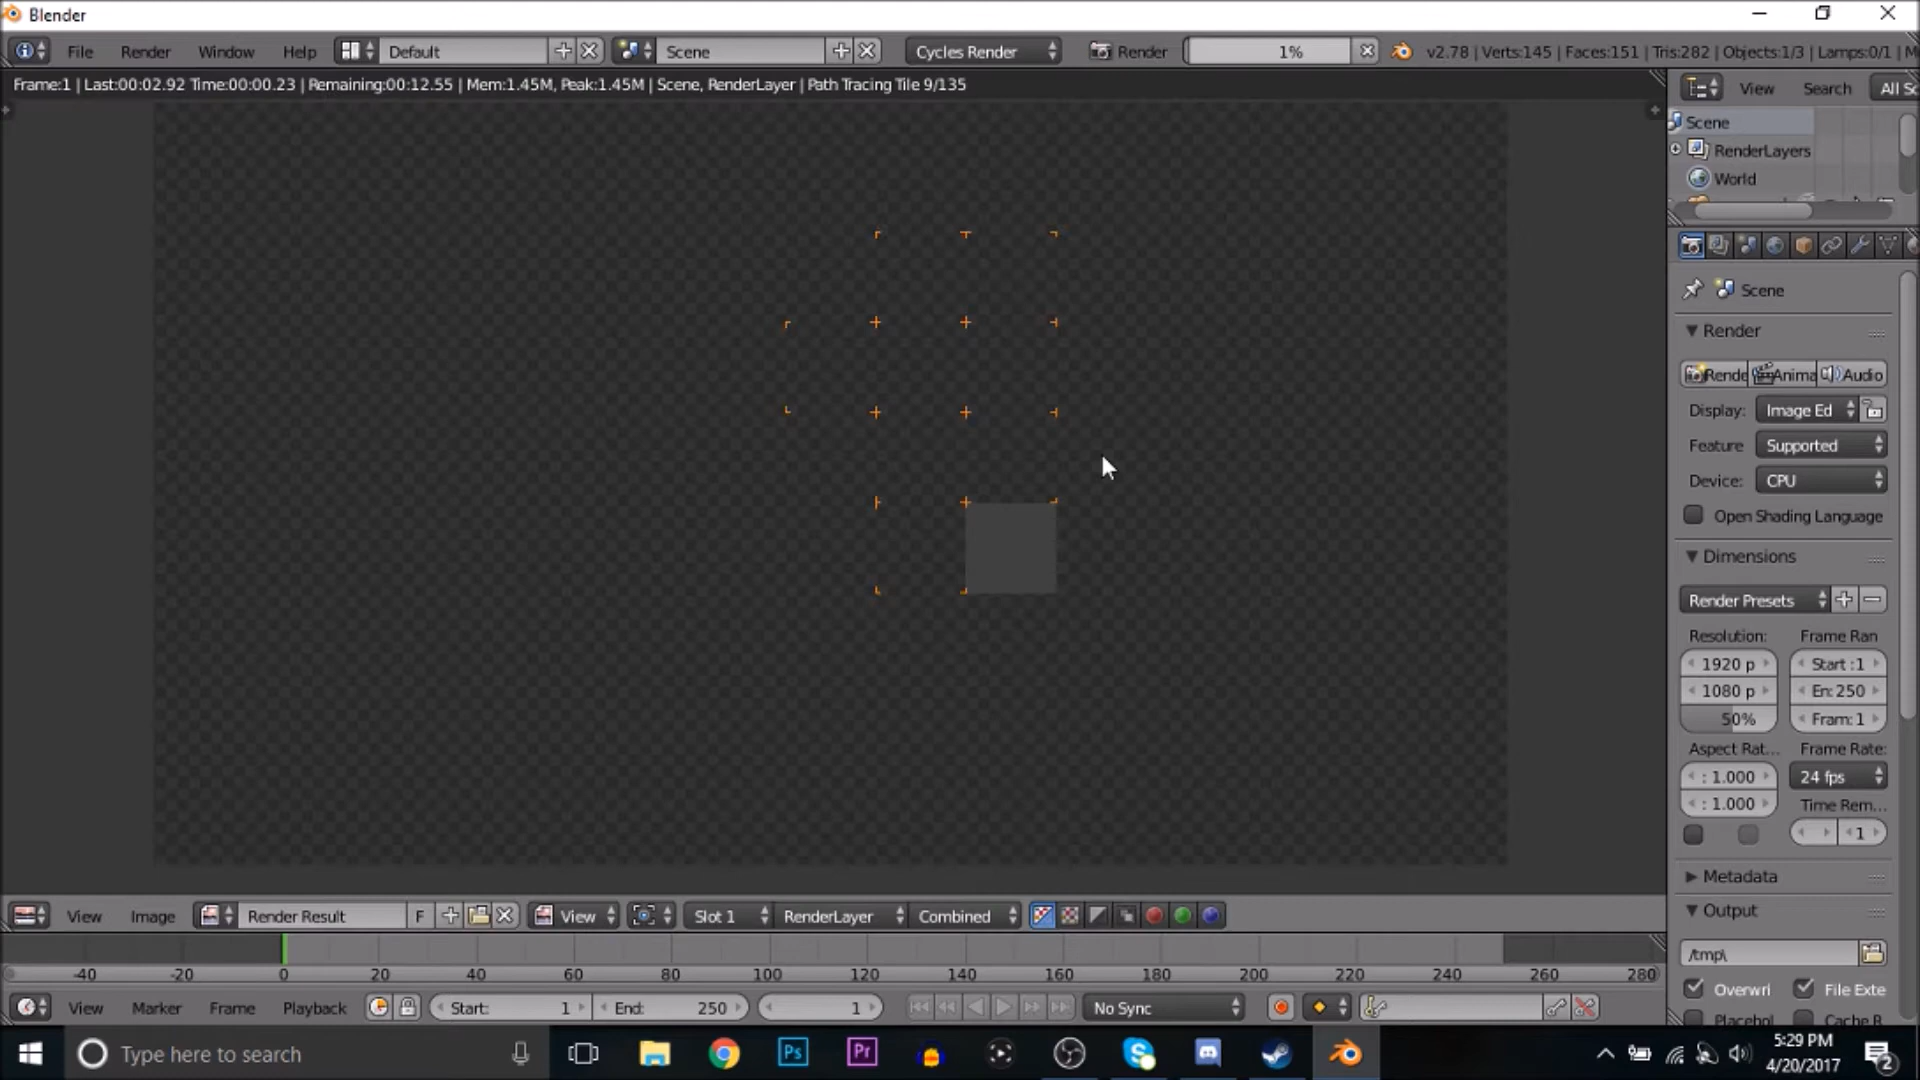 Blender
File Render Window Help Default Scene Cycles Render Render 1% v2.78 | Verts:145 | Faces:151 | Tris:282 | Objects:1/3 | Lamps:0/1 | M
Frame:1 | Last:00:02.92 Time:00:00.23 | Remaining:00:12.55 | Mem:1.45M, Peak:1.45M | Scene, RenderLayer | Path Tracing Tile 9/135
View Search All Sc
Scene
RenderLayers
World
Scene
Render
Rende Anima Audio
Display: Image Ed
Feature Supported
Device: CPU
Open Shading Language
Dimensions
Render Presets
Resolution: Frame Ran
1920 p Start :1
1080 p En: 250
50% Fram: 1
Aspect Rat... Frame Rate:
: 1.000 24 fps
: 1.000 Time Rem...
1
Metadata
Output
/tmp\
Overwri File Exte
Placehol Cache R
View Image Render Result F View Slot 1 RenderLayer Combined
-40 -20 0 20 40 60 80 100 120 140 160 180 200 220 240 260 280
View Marker Frame Playback Start: 1 End: 250 1 No Sync
Type here to search Ps Pr 5:29 PM
4/20/2017 2